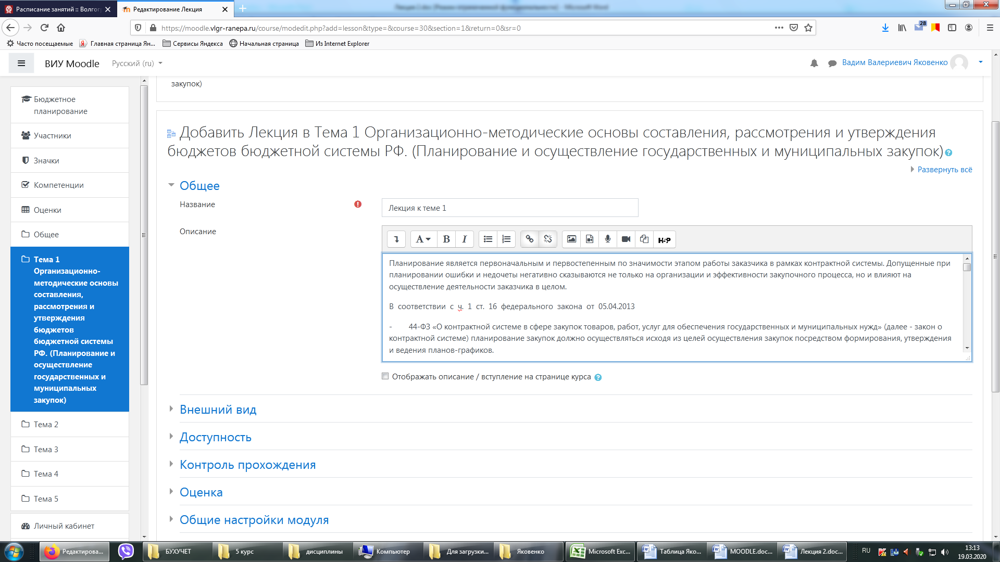 Расписание занятий :: Волгог
Редактирование Лекция
Лекция 2.doc [Режим ограниченной функциональности] - Microsoft Word
https://moodle.vlgr-ranepa.ru/course/modedit.php?add=lesson&type=&course=30&section=1&return=0&sr=0
28
Часто посещаемые
Главная страница Ян...
Сервисы Яндекса
Начальная страница
Из Internet Explorer
ВИУ Moodle
Русский (ru)
Вадим Валериевич Яковенко
Бюджетное
планирование
Участники
Значки
Компетенции
Оценки
Общее
Тема 1
Организационно-
методические основы
составления,
рассмотрения и
утверждения
бюджетов
бюджетной системы
РФ. (Планирование и
осуществление
государственных и
муниципальных
закупок)
Тема 2
Тема 3
Тема 4
Тема 5
Личный кабинет
закупок)
Добавить Лекция в Тема 1 Организационно-методические основы составления, рассмотрения и утверждения
бюджетов бюджетной системы РФ. (Планирование и осуществление государственных и муниципальных закупок)
Развернуть всё
Общее
Название
Лекция к теме 1
Описание
A B I
H5P
Планирование является первоначальным и первостепенным по значимости этапом работы заказчика в рамках контрактной системы. Допущенные при
планировании ошибки и недочеты негативно сказываются не только на организации и эффективности закупочного процесса, но и влияют на
осуществление деятельности заказчика в целом.
В соответствии с ч. 1 ст. 16 федерального закона от 05.04.2013
- 44-ФЗ «О контрактной системе в сфере закупок товаров, работ, услуг для обеспечения государственных и муниципальных нужд» (далее - закон о
контрактной системе) планирование закупок должно осуществляться исходя из целей осуществления закупок посредством формирования, утверждения
и ведения планов-графиков.
Отображать описание / вступление на странице курса
Внешний вид
Доступность
Контроль прохождения
Оценка
Общие настройки модуля
Редактирова...
БУХУЧЕТ
5 курс
дисциплины
Компьютер
Для загрузки...
Яковенко
Microsoft Exc...
Таблица Яко...
MOODLE.doc...
Лекция 2.doc...
RU
13:13
19.03.2020